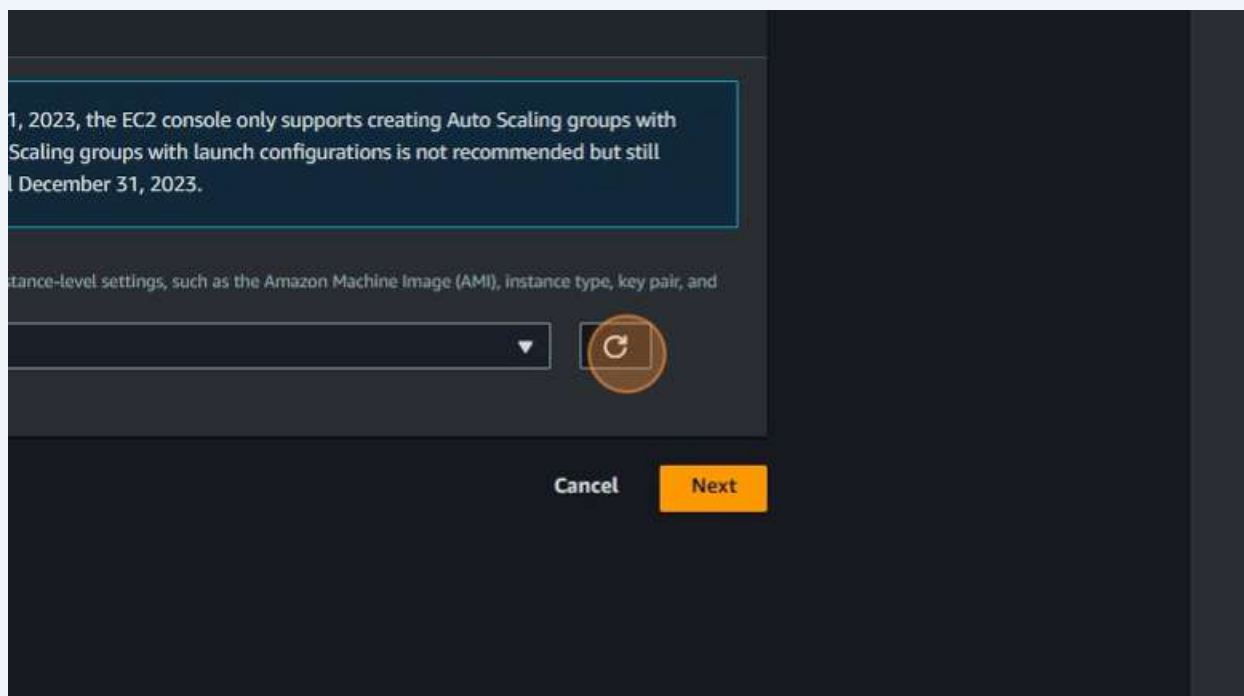 1, 2023, the EC2 console only supports creating Auto Scaling groups with
Scaling groups with launch configurations is not recommended but still
l December 31, 2023.
stance-level settings, such as the Amazon Machine Image (AMI), instance type, key pair, and
Cancel
Next